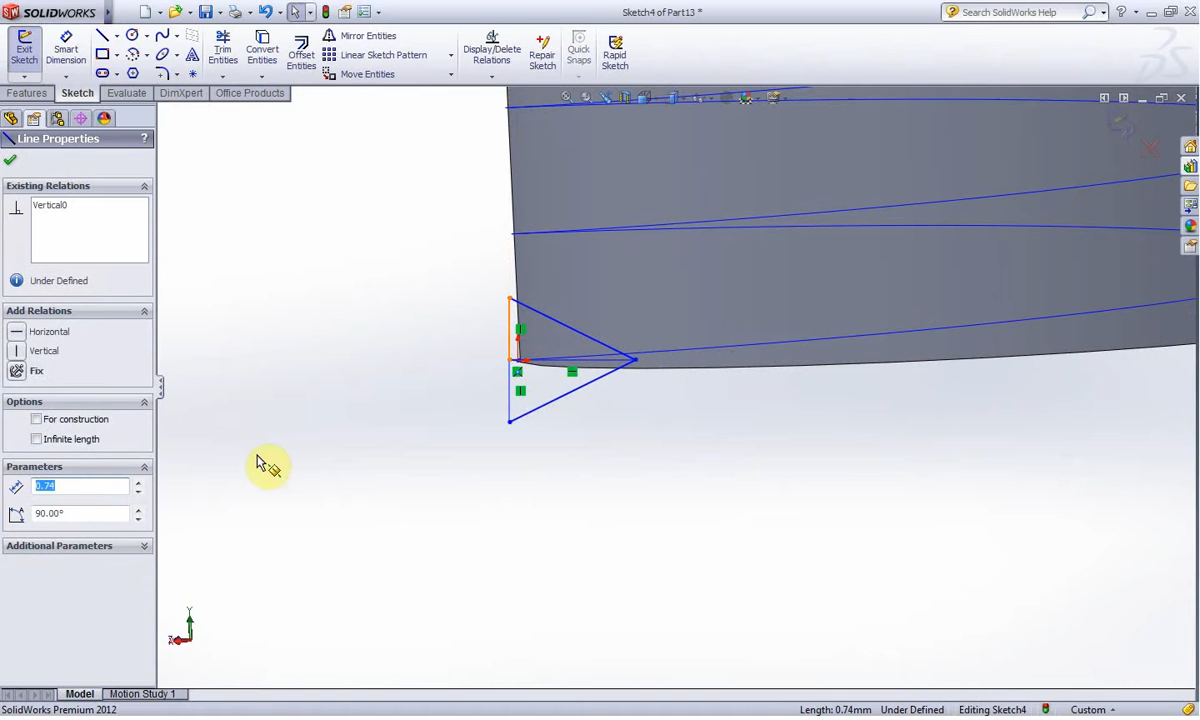 SOLIDWORKS
Sketch4 of Part13 *
Search SolidWorks Help
Exit Sketch
Smart Dimension
Trim Entities
Convert Entities
Offset Entities
Mirror Entities
Linear Sketch Pattern
Move Entities
Display/Delete Relations
Repair Sketch
Quick Snaps
Rapid Sketch
Features
Sketch
Evaluate
DimXpert
Office Products
Line Properties
?
Existing Relations
Vertical0
Under Defined
Add Relations
Horizontal
Vertical
Fix
Options
For construction
Infinite length
Parameters
0.74
90.00°
Additional Parameters
Y
X
Model
Motion Study 1
SolidWorks Premium 2012
Length: 0.74mm
Under Defined
Editing Sketch4
Custom